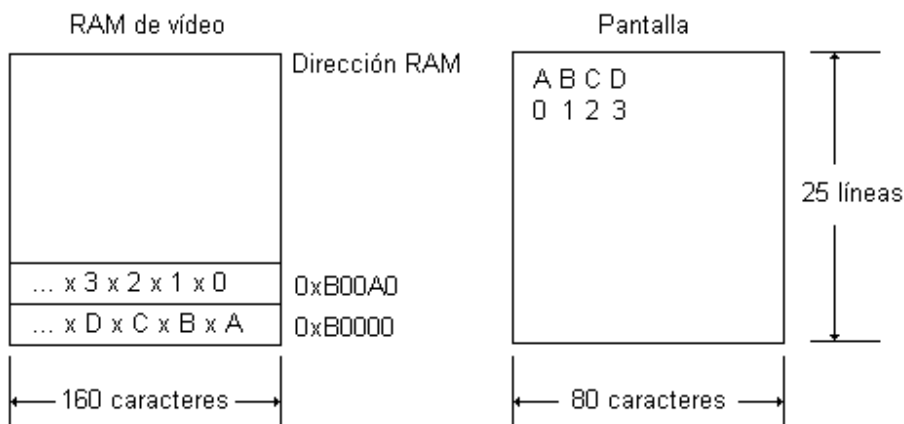 RAM de vídeo
Dirección RAM
... x 3 x 2 x 1 x 0
0xB00A0
... x D x C x B x A
0xB0000
160 caracteres
Pantalla
A B C D
0 1 2 3
25 líneas
80 caracteres